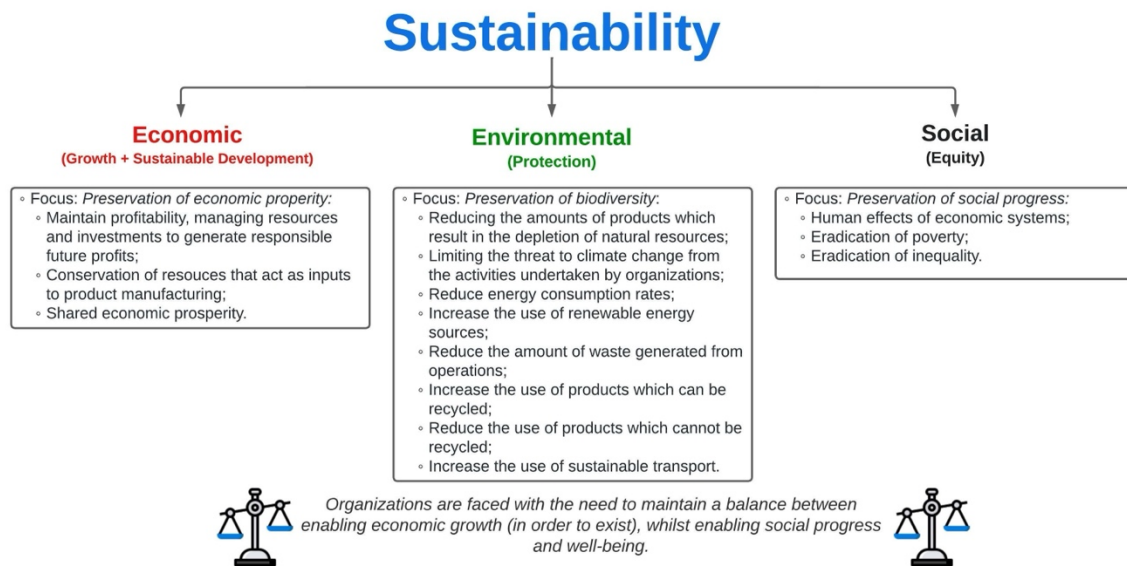 Sustainability
Economic
(Growth + Sustainable Development)
◦ Focus: Preservation of economic properity:
◦ Maintain profitability, managing resources
and investments to generate responsible
future profits;
◦ Conservation of resouces that act as inputs
to product manufacturing;
◦ Shared economic prosperity.
Environmental
(Protection)
◦ Focus: Preservation of biodiversity:
◦ Reducing the amounts of products which
result in the depletion of natural resources;
◦ Limiting the threat to climate change from
the activities undertaken by organizations;
◦ Reduce energy consumption rates;
◦ Increase the use of renewable energy
sources;
◦ Reduce the amount of waste generated from
operations;
◦ Increase the use of products which can be
recycled;
◦ Reduce the use of products which cannot be
recycled;
◦ Increase the use of sustainable transport.
Social
(Equity)
◦ Focus: Preservation of social progress:
◦ Human effects of economic systems;
◦ Eradication of poverty;
◦ Eradication of inequality.
Organizations are faced with the need to maintain a balance between
enabling economic growth (in order to exist), whilst enabling social progress
and well-being.